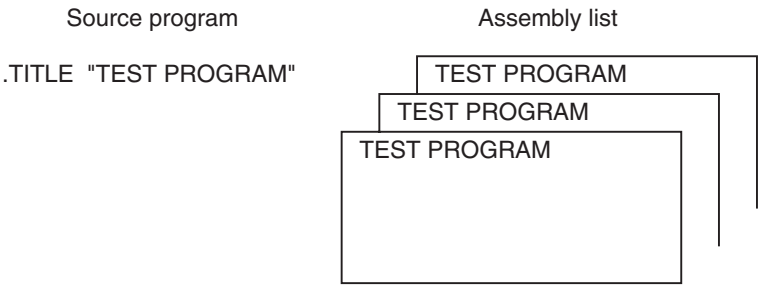 Source program
Assembly list
.TITLE "TEST PROGRAM"
TEST PROGRAM
TEST PROGRAM
TEST PROGRAM